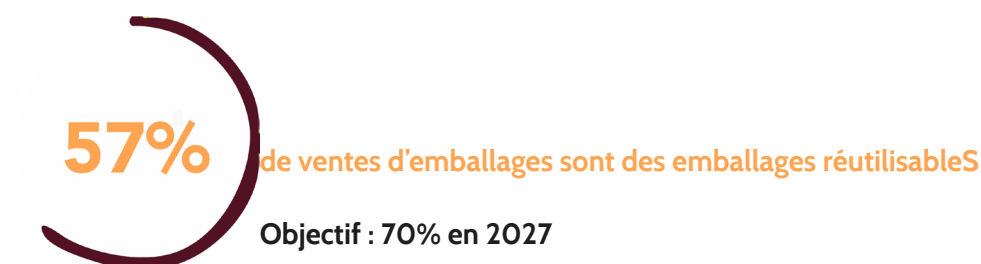 57%
de ventes d’emballages sont des emballages réutilisableS
Objectif : 70% en 2027